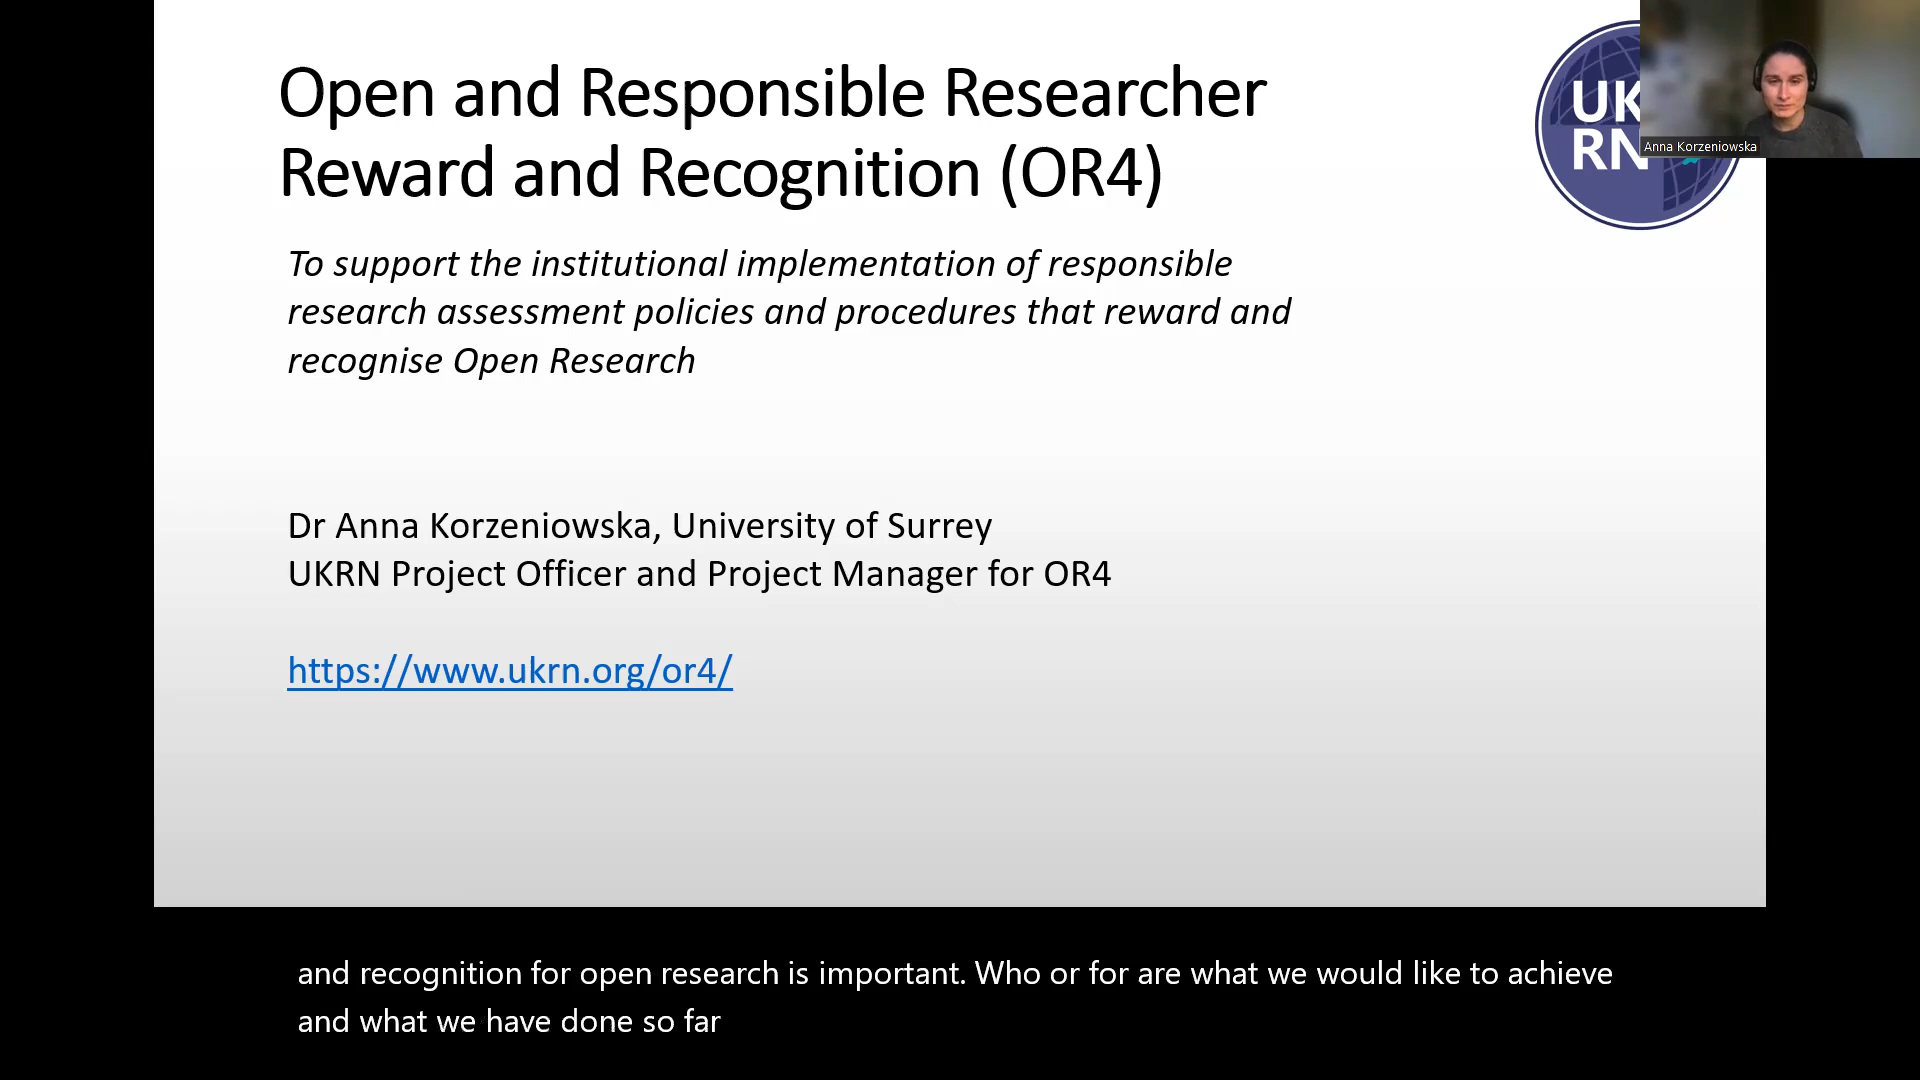 Open and Responsible Researcher
Reward and Recognition (OR4)
UK
RN
Anna Korzeniowska
To support the institutional implementation of responsible
research assessment policies and procedures that reward and
recognise Open Research
Dr Anna Korzeniowska, University of Surrey
UKRN Project Officer and Project Manager for OR4
https://www.ukrn.org/or4/
and recognition for open research is important. Who or for are what we would like to achieve
and what we have done so far